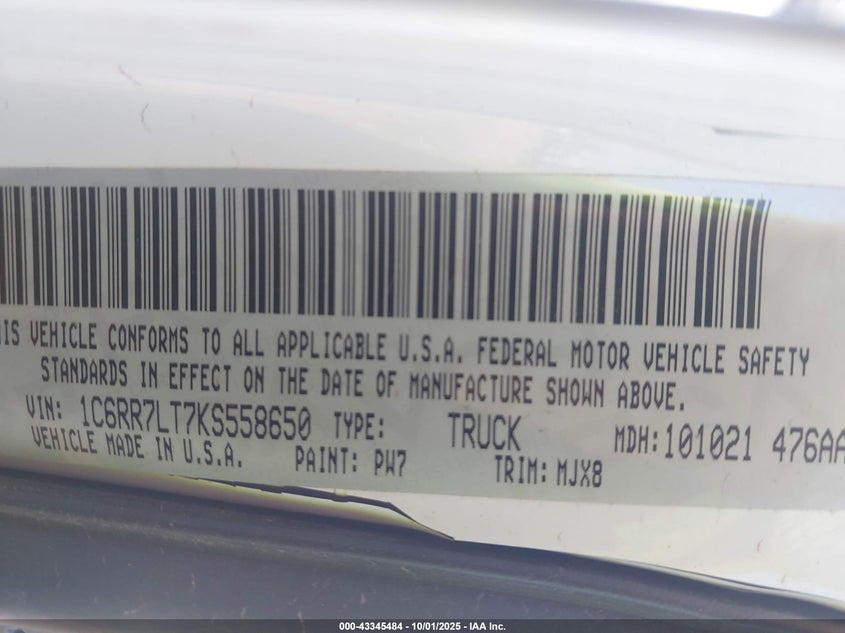 HIS VEHICLE CONFORMS TO ALL APPLICABLE U.S.A. FEDERAL MOTOR VEHICLE SAFETY
STANDARDS IN EFFECT ON THE DATE OF MANUFACTURE SHOWN ABOVE.
VIN: 1C6RR7LT7KS558650 TYPE: TRUCK MDH: 101021 476AA
VEHICLE MADE IN U.S.A. PAINT: PW7 TRIM: MJX8
000-43345484 - 10/01/2025 - IAA Inc.